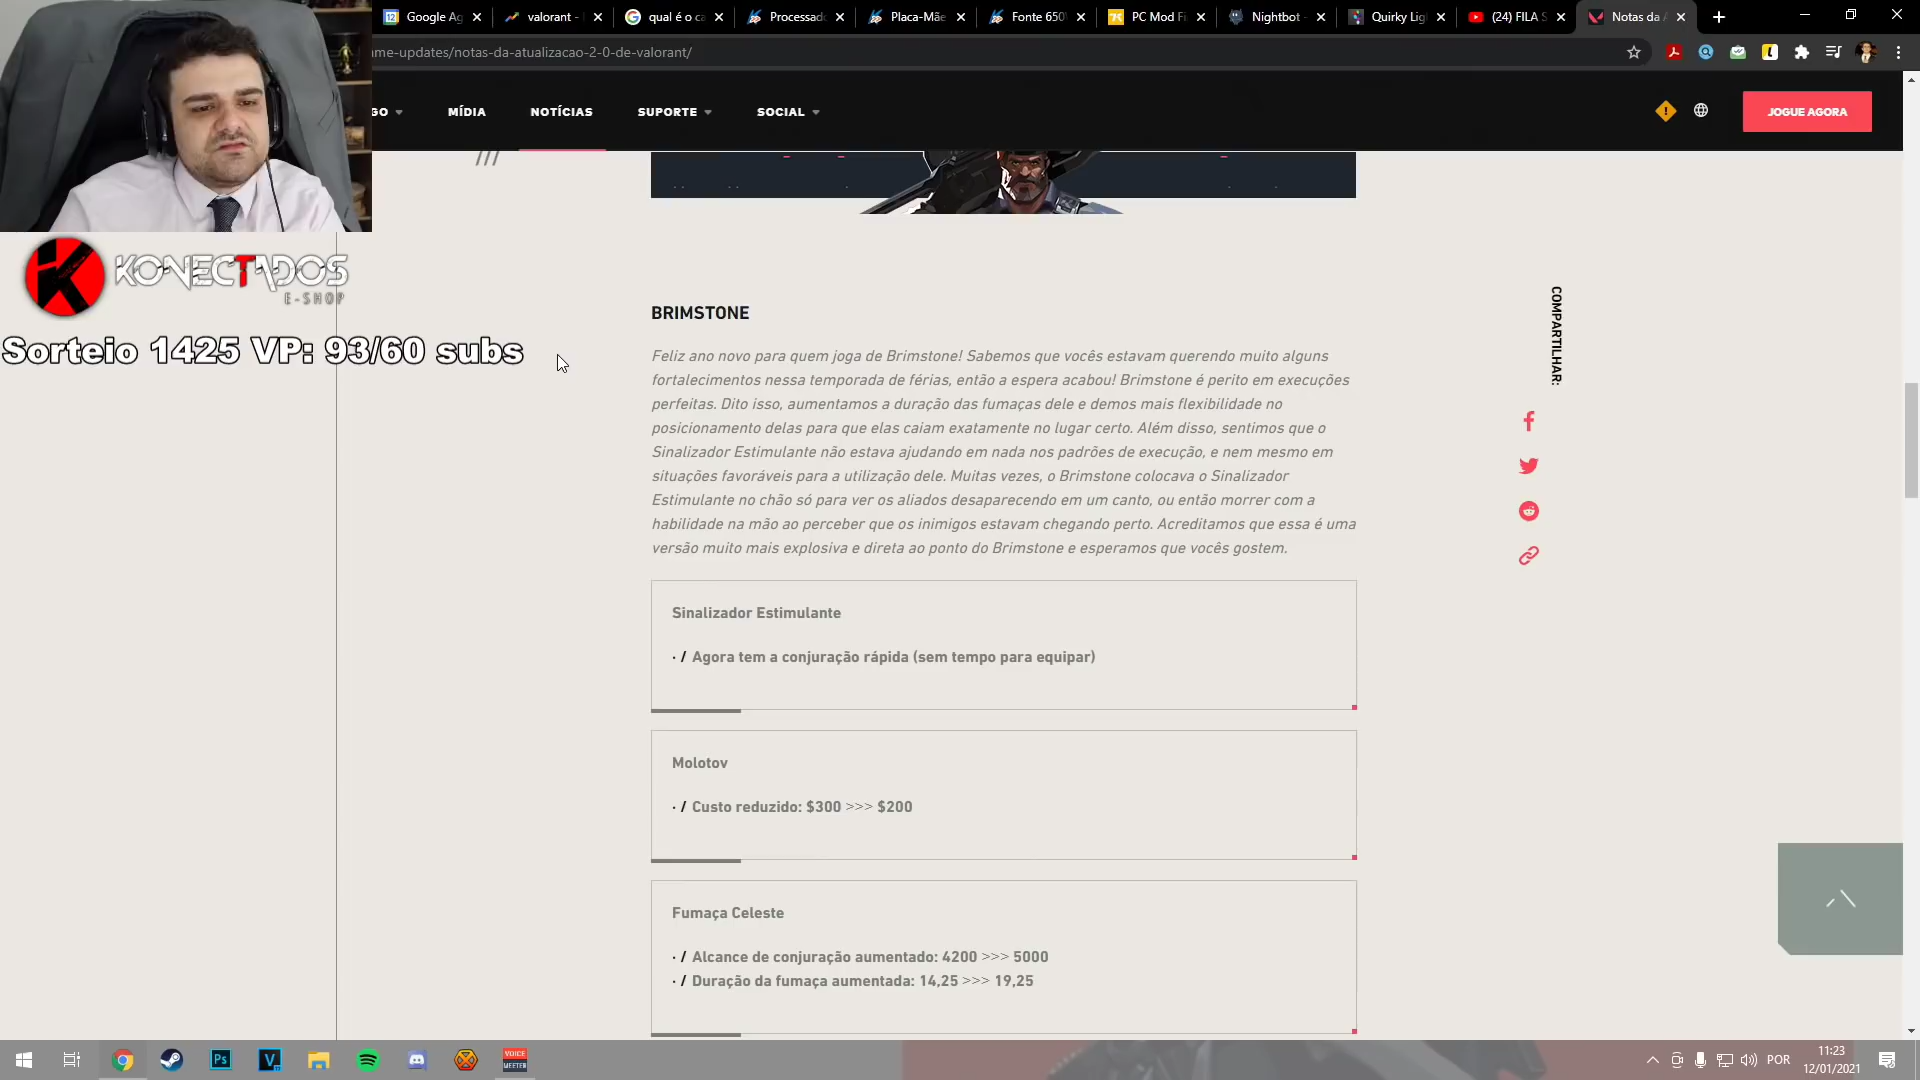 Google Ag
valorant -
qual é o ca
Processado
Placa-Mãe
Fonte 650
PC Mod Fi
Nightbot -
Quirky Lig
(24) FILA S
Notas da A
me-updates/notas-da-atualizacao-2-0-de-valorant/
GO
MÍDIA
NOTÍCIAS
SUPORTE
SOCIAL
JOGUE AGORA
KONECTADOS
E-SHOP
Sorteio 1425 VP: 93/60 subs
BRIMSTONE
Feliz ano novo para quem joga de Brimstone! Sabemos que vocês estavam querendo muito alguns
fortalecimentos nessa temporada de férias, então a espera acabou! Brimstone é perito em execuções
perfeitas. Dito isso, aumentamos a duração das fumaças dele e demos mais flexibilidade no
posicionamento delas para que elas caiam exatamente no lugar certo. Além disso, sentimos que o
Sinalizador Estimulante não estava ajudando em nada nos padrões de execução, e nem mesmo em
situações favoráveis para a utilização dele. Muitas vezes, o Brimstone colocava o Sinalizador
Estimulante no chão só para ver os aliados desaparecendo em um canto, ou então morrer com a
habilidade na mão ao perceber que os inimigos estavam chegando perto. Acreditamos que essa é uma
versão muito mais explosiva e direta ao ponto do Brimstone e esperamos que vocês gostem.
COMPARTILHAR:
Sinalizador Estimulante
· / Agora tem a conjuração rápida (sem tempo para equipar)
Molotov
· / Custo reduzido: $300 >>> $200
Fumaça Celeste
· / Alcance de conjuração aumentado: 4200 >>> 5000
· / Duração da fumaça aumentada: 14,25 >>> 19,25
Ps
V
VOICE
MEETER
POR
11:23
12/01/2021